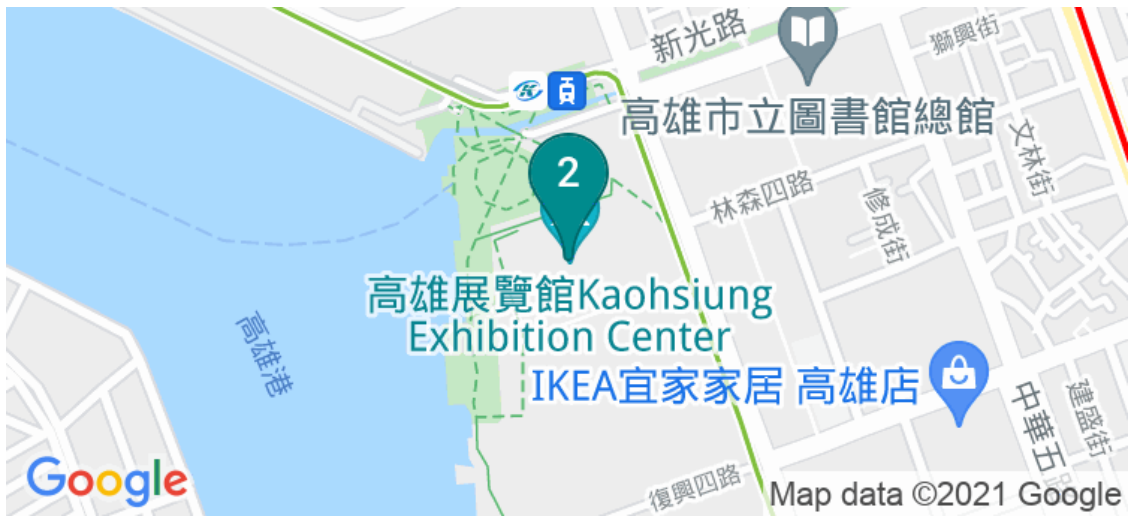 新光路
獅興街
高雄市立圖書館總館
文林街
2
林森四路
修成街
高雄展覽館Kaohsiung
Exhibition Center
高雄港
IKEA宜家家居 高雄店
中華五路
建盛街
復興四路
Google
Map data ©2021 Google